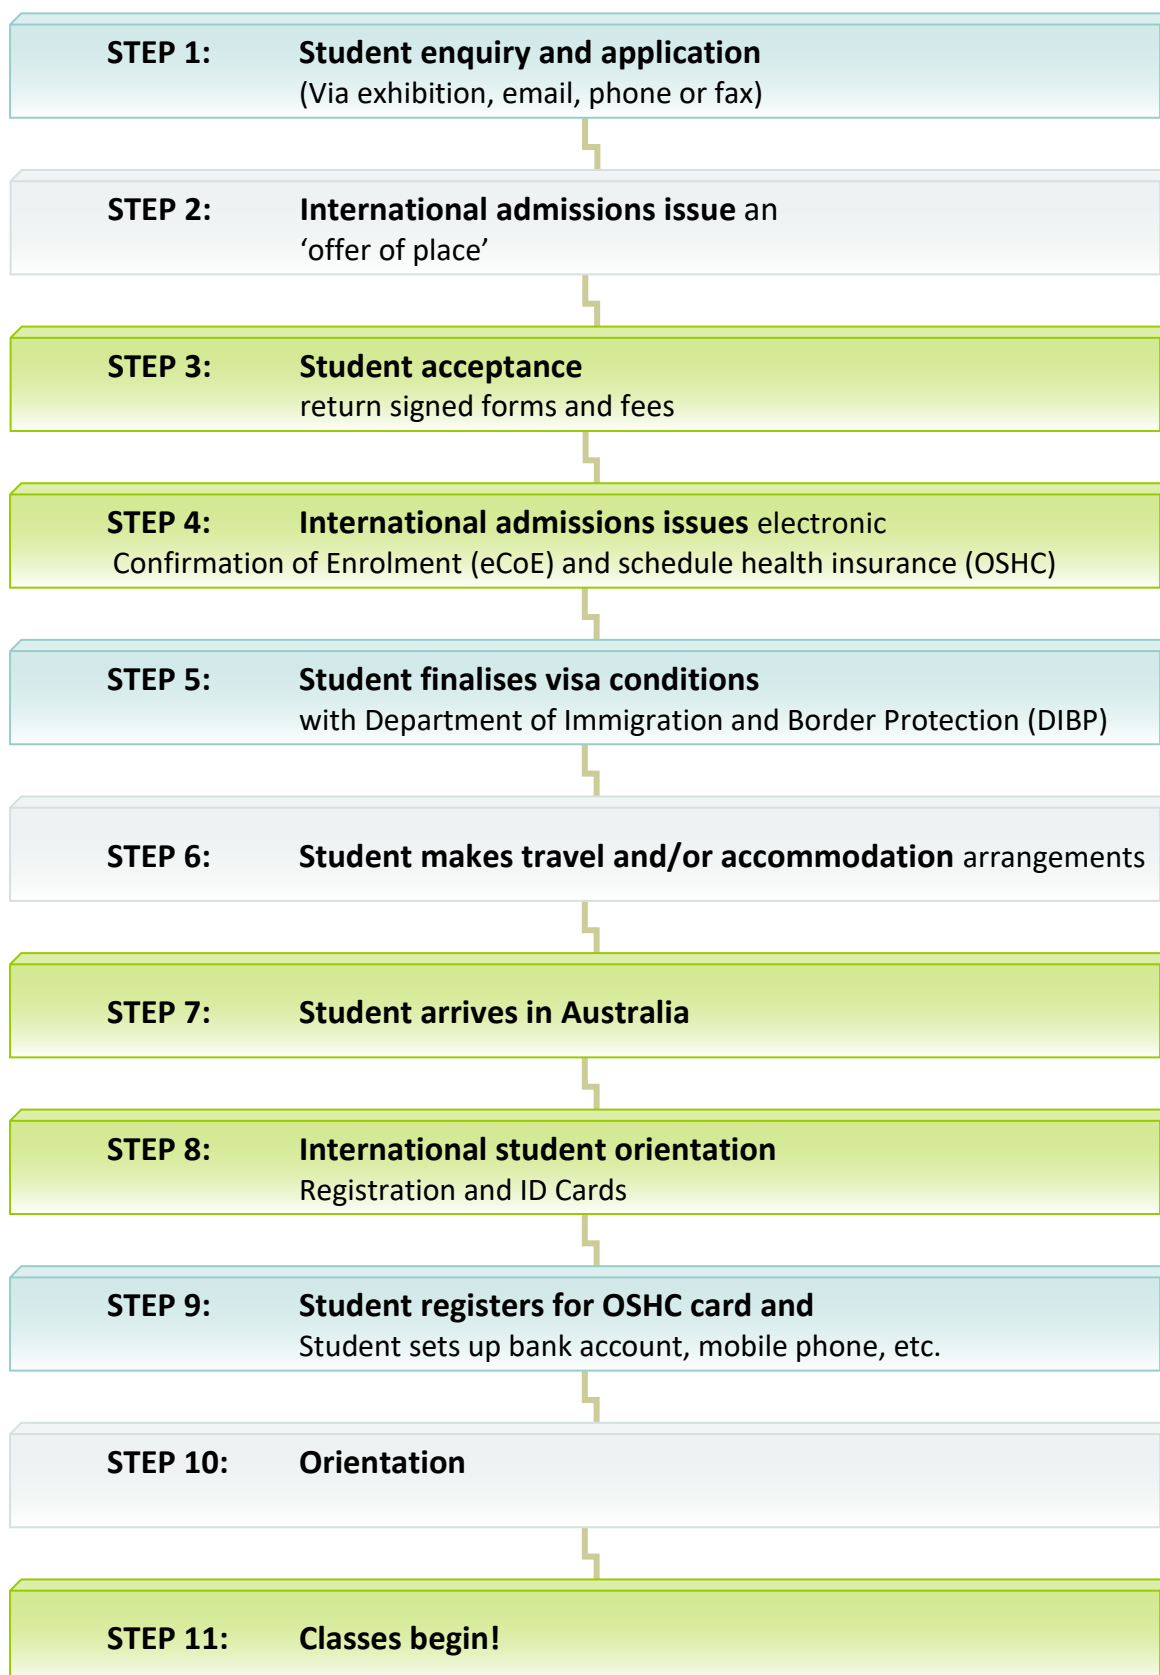 STEP 1: Student enquiry and application
(Via exhibition, email, phone or fax)
STEP 2: International admissions issue an
‘offer of place’
STEP 3: Student acceptance
return signed forms and fees
STEP 4: International admissions issues electronic
Confirmation of Enrolment (eCoE) and schedule health insurance (OSHC)
STEP 5: Student finalises visa conditions
with Department of Immigration and Border Protection (DIBP)
STEP 6: Student makes travel and/or accommodation arrangements
STEP 7: Student arrives in Australia
STEP 8: International student orientation
Registration and ID Cards
STEP 9: Student registers for OSHC card and
Student sets up bank account, mobile phone, etc.
STEP 10: Orientation
STEP 11: Classes begin!